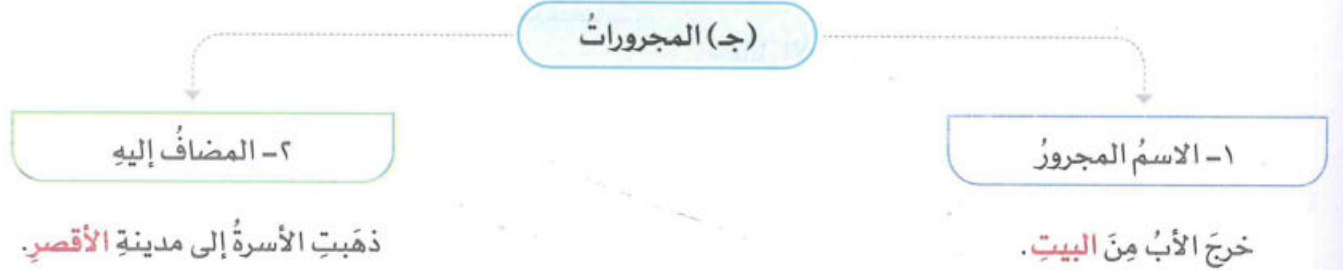 (جـ) المجروراتُ
١- الاسمُ المجرورُ
٢- المضافُ إليهِ
خرجَ الأبُ مِنَ البيتِ.
ذهَبتِ الأسرةُ إلى مدينةِ الأقصرِ.